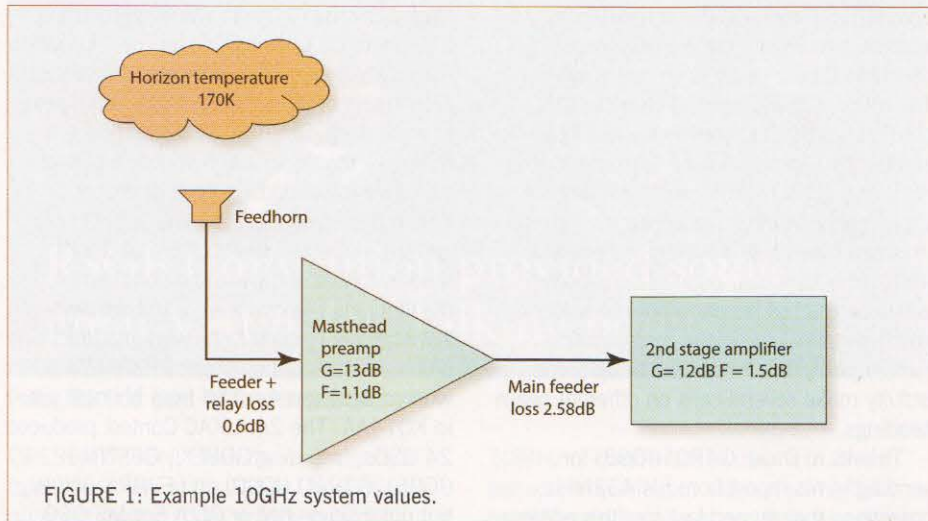 Horizon temperature
170K
Feedhorn
Masthead
preamp
G=13dB
F=1.1dB
Feeder +
relay loss
0.6dB
Main feeder
loss 2.58dB
2nd stage amplifier
G=12dB F = 1.5dB
FIGURE 1: Example 10GHz system values.